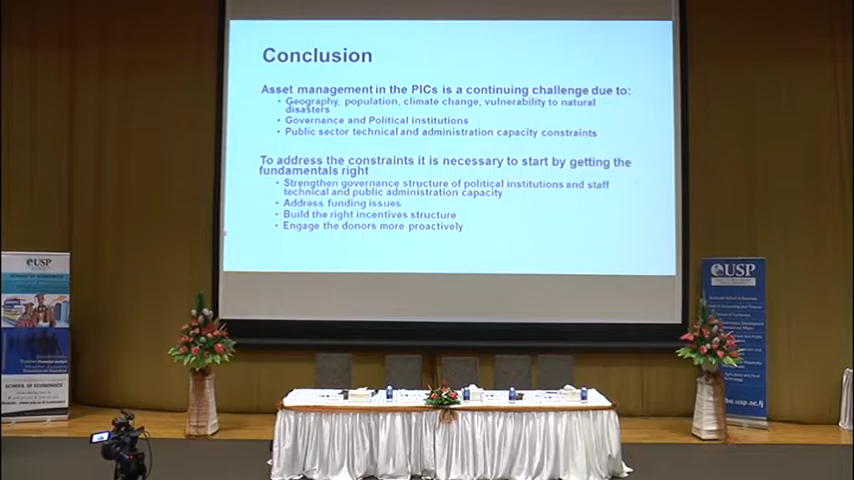 Conclusion
Asset management in the PICs is a continuing challenge due to:
• Geography, population, climate change, vulnerability to natural
disasters
• Governance and Political institutions
• Public sector technical and administration capacity constraints
To address the constraints it is necessary to start by getting the
fundamentals right
• Strengthen governance structure of political institutions and staff
technical and public administration capacity
• Address funding issues
• Build the right incentives structure
• Engage the donors more proactively
USP
SCHOOL OF ECONOMICS
USP